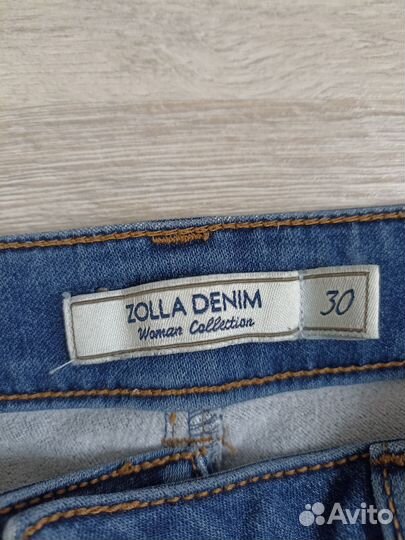 ZOLLA DENIM
Woman Collection
30
Avito